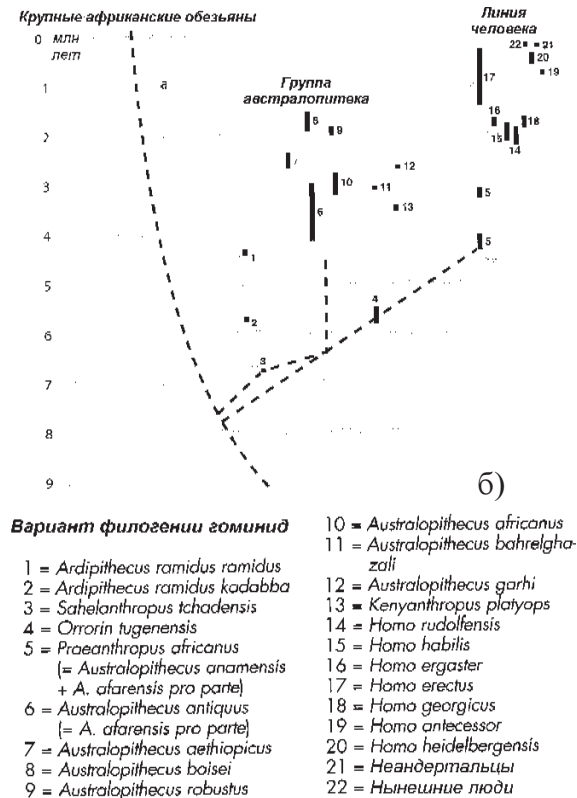 Крупные африканские обезьяны
Линия
человека
0 млн
лет
а
Группа
австралопитека
1
2
3
4
5
6
7
8
9
22
21
20
19
17
16
18
15
14
8
9
7
10
12
11
13
6
5
5
1
4
2
3
б)
Вариант филогении гоминид
1 = Ardipithecus ramidus ramidus
2 = Ardipithecus ramidus kadabba
3 = Sahelanthropus tchadensis
4 = Orrorin tugenensis
5 = Praeanthropus africanus
(= Australopithecus anamensis
+ A. afarensis pro parte)
6 = Australopithecus antiquus
(= A. afarensis pro parte)
7 = Australopithecus aethiopicus
8 = Australopithecus boisei
9 = Australopithecus robustus
10 = Australopithecus africanus
11 = Australopithecus bahrelgha-
zali
12 = Australopithecus garhi
13 = Kenyanthropus platyops
14 = Homo rudolfensis
15 = Homo habilis
16 = Homo ergaster
17 = Homo erectus
18 = Homo georgicus
19 = Homo antecessor
20 = Homo heidelbergensis
21 = Неандертальцы
22 = Нынешние люди